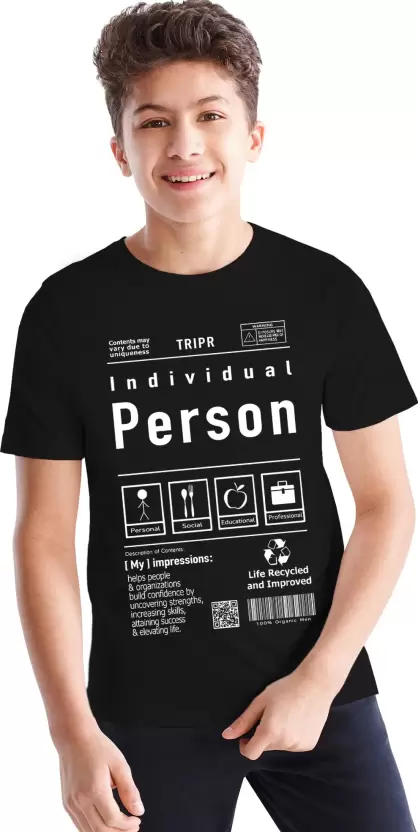 Contents may
vary due to
uniqueness
TRIPR
WARNING
Individual
Person
Personal
Social
Educational
Professional
Description of Contents:
[ My ] impressions:
helps people
& organizations
build confidence by
uncovering strengths,
increasing skills,
attaining success
& elevating life.
Life Recycled
and Improved
100% Organic Men